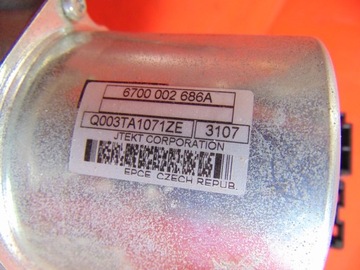 6700 002 686A
Q003TA1071ZE 3107
JTEKT CORPORATION
EPCE CZECH REPUB.